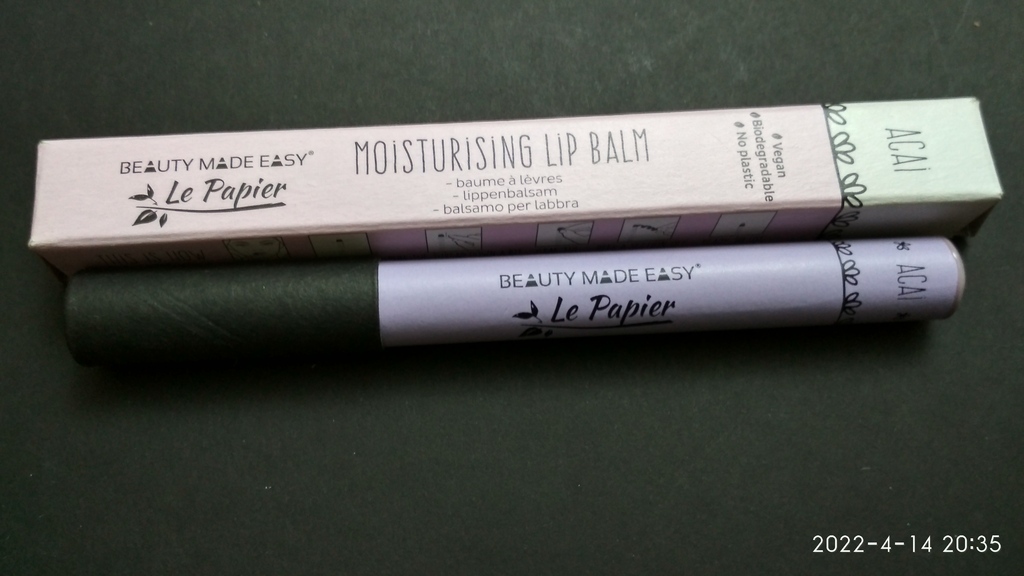 BEAUTY MADE EASY®
Le Papier
MOiSTURiSiNG LiP BALM
- baume à lèvres
- lippenbalsam
- balsamo per labbra
Vegan
Biodegradable
No plastic
ACAi
BEAUTY MADE EASY®
Le Papier
ACAi
2022-4-14 20:35